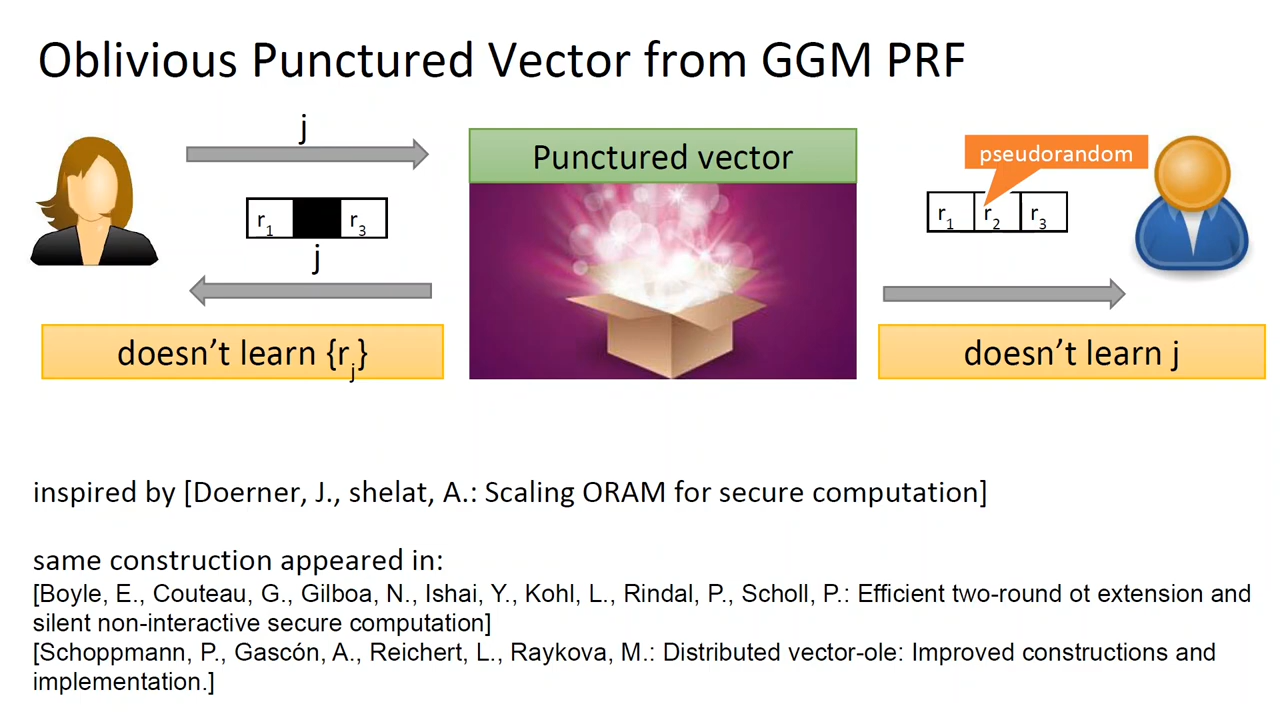 Oblivious Punctured Vector from GGM PRF
j
Punctured vector
pseudorandom
r1 r3
r1 r2 r3
j
doesn’t learn {rj}
doesn’t learn j
inspired by [Doerner, J., shelat, A.: Scaling ORAM for secure computation]
same construction appeared in:
[Boyle, E., Couteau, G., Gilboa, N., Ishai, Y., Kohl, L., Rindal, P., Scholl, P.: Efficient two-round ot extension and
silent non-interactive secure computation]
[Schoppmann, P., Gascón, A., Reichert, L., Raykova, M.: Distributed vector-ole: Improved constructions and
implementation.]